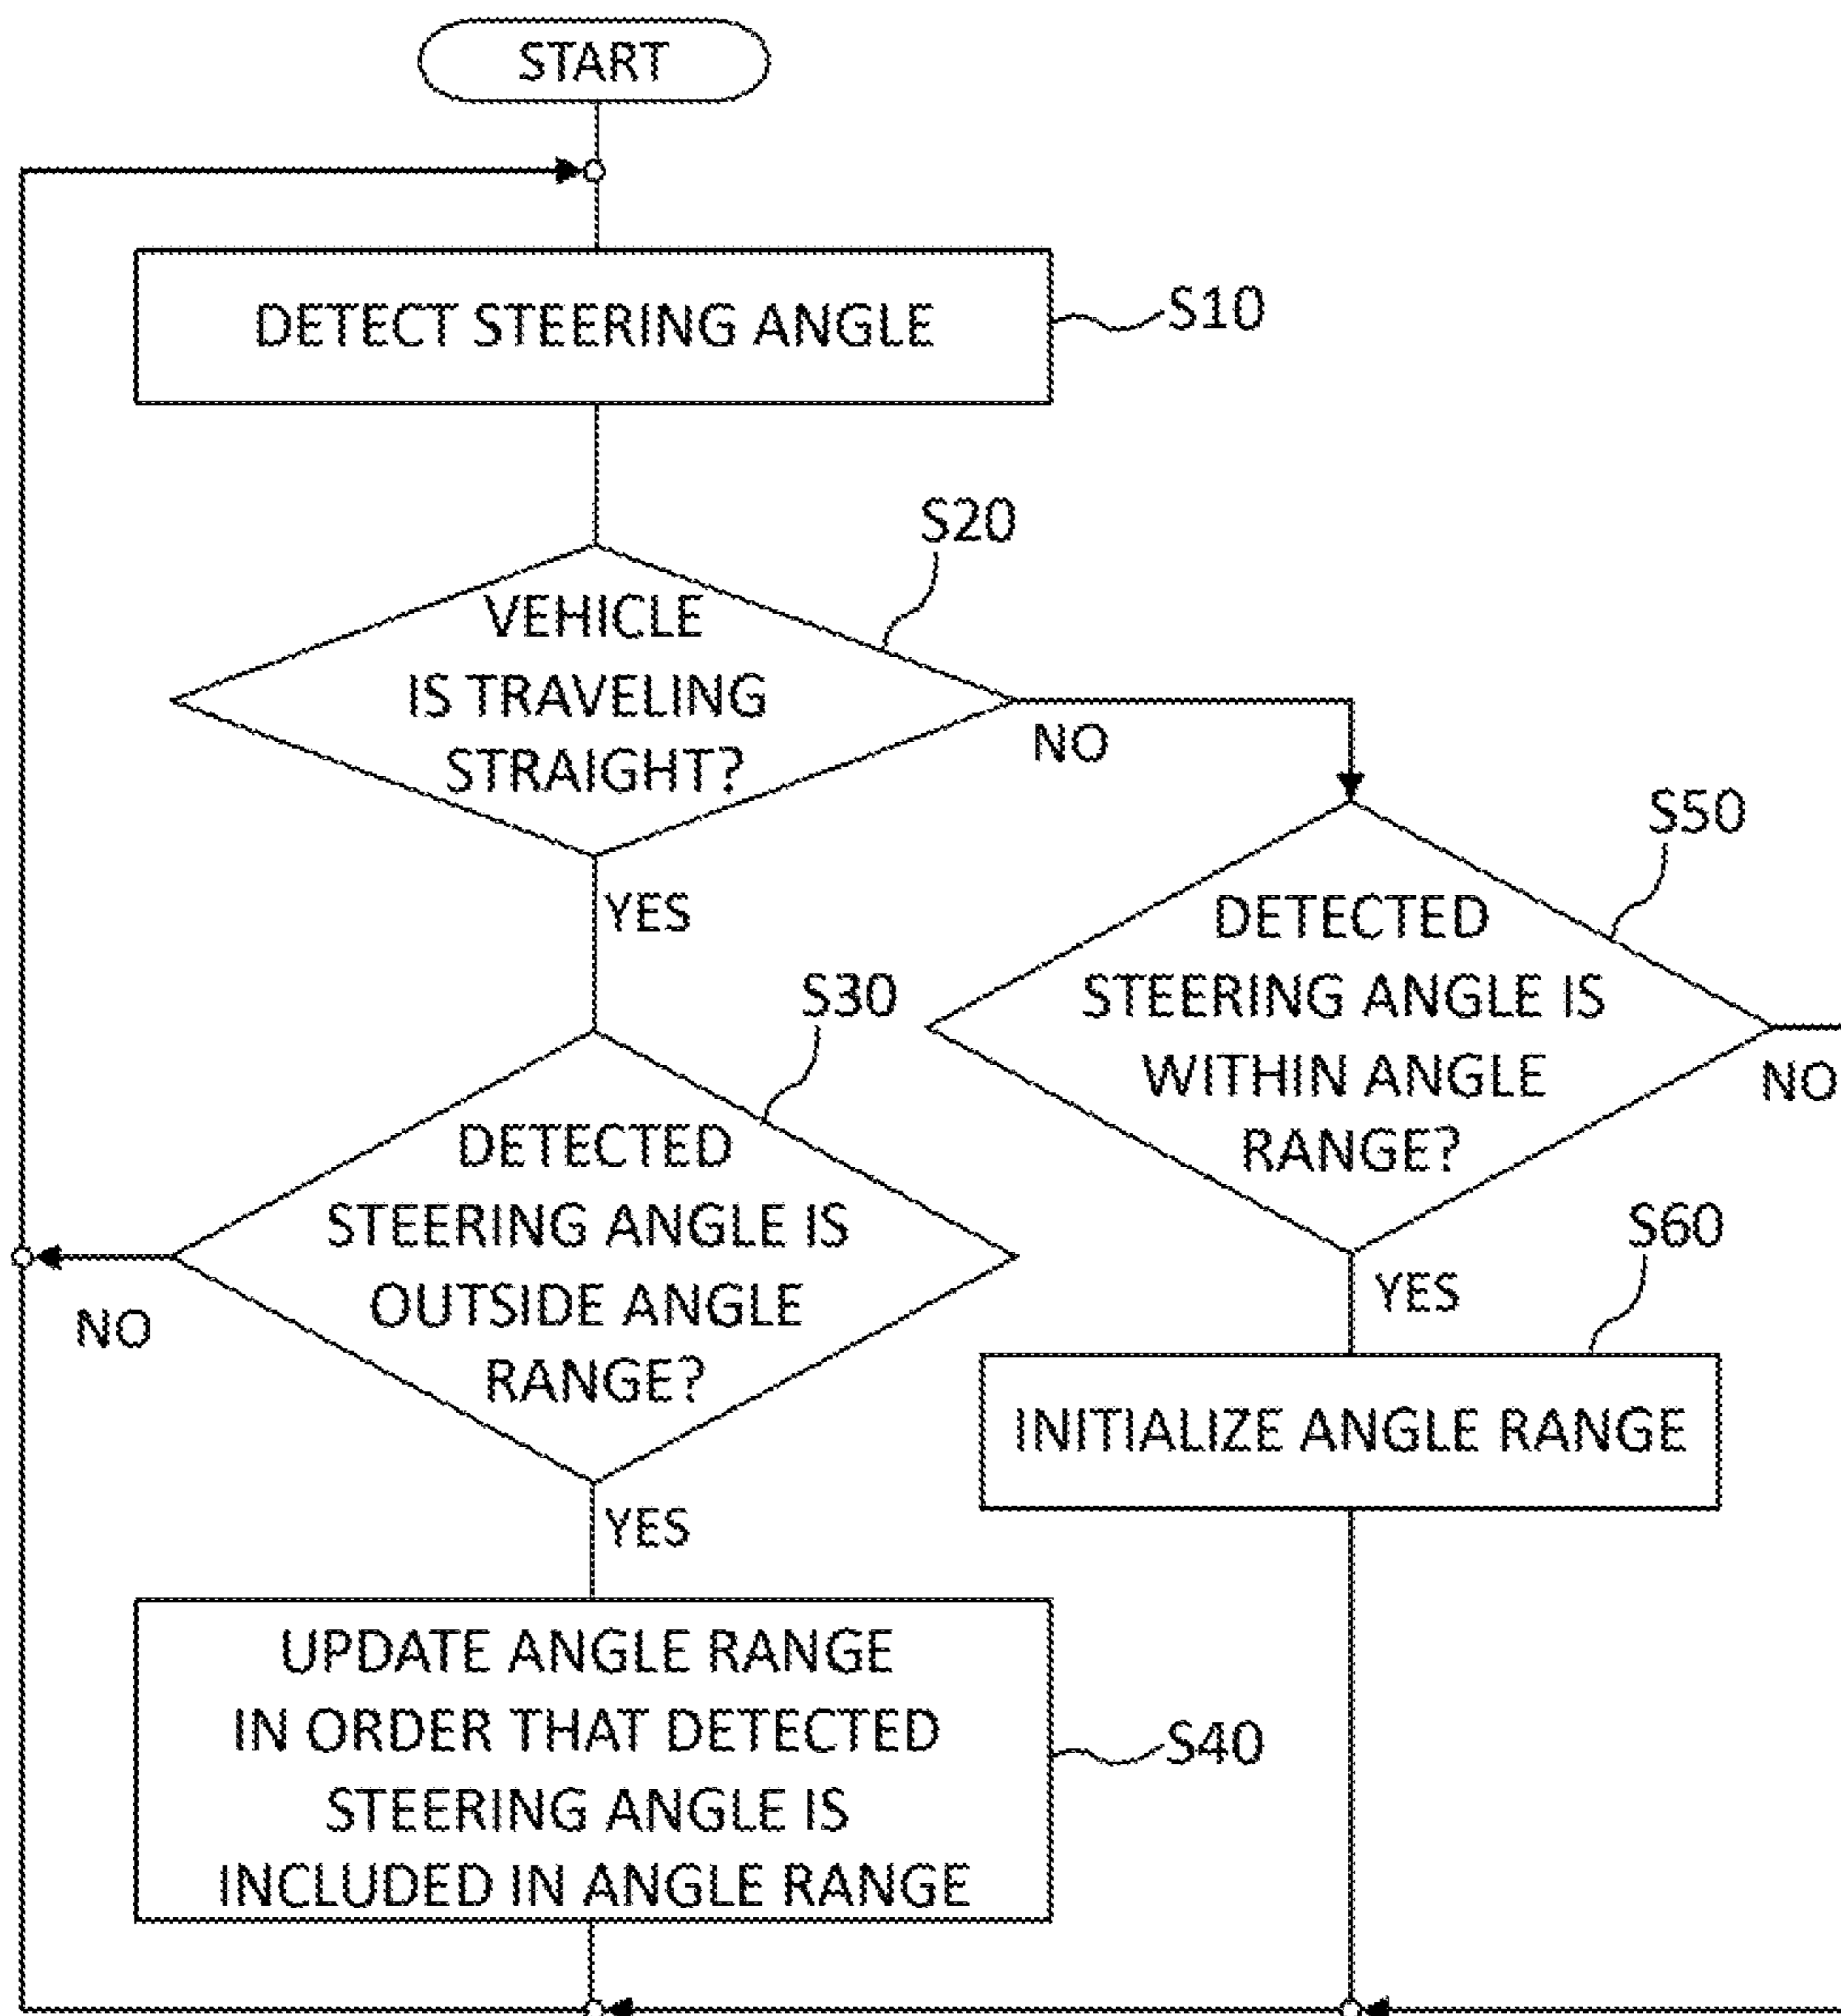 START
DETECT STEERING ANGLE
S10
S20
VEHICLE
IS TRAVELING
STRAIGHT?
NO
YES
S50
DETECTED
STEERING ANGLE IS
WITHIN ANGLE
RANGE?
NO
YES
S30
DETECTED
STEERING ANGLE IS
OUTSIDE ANGLE
RANGE?
NO
YES
S60
INITIALIZE ANGLE RANGE
UPDATE ANGLE RANGE
IN ORDER THAT DETECTED
STEERING ANGLE IS
INCLUDED IN ANGLE RANGE
S40